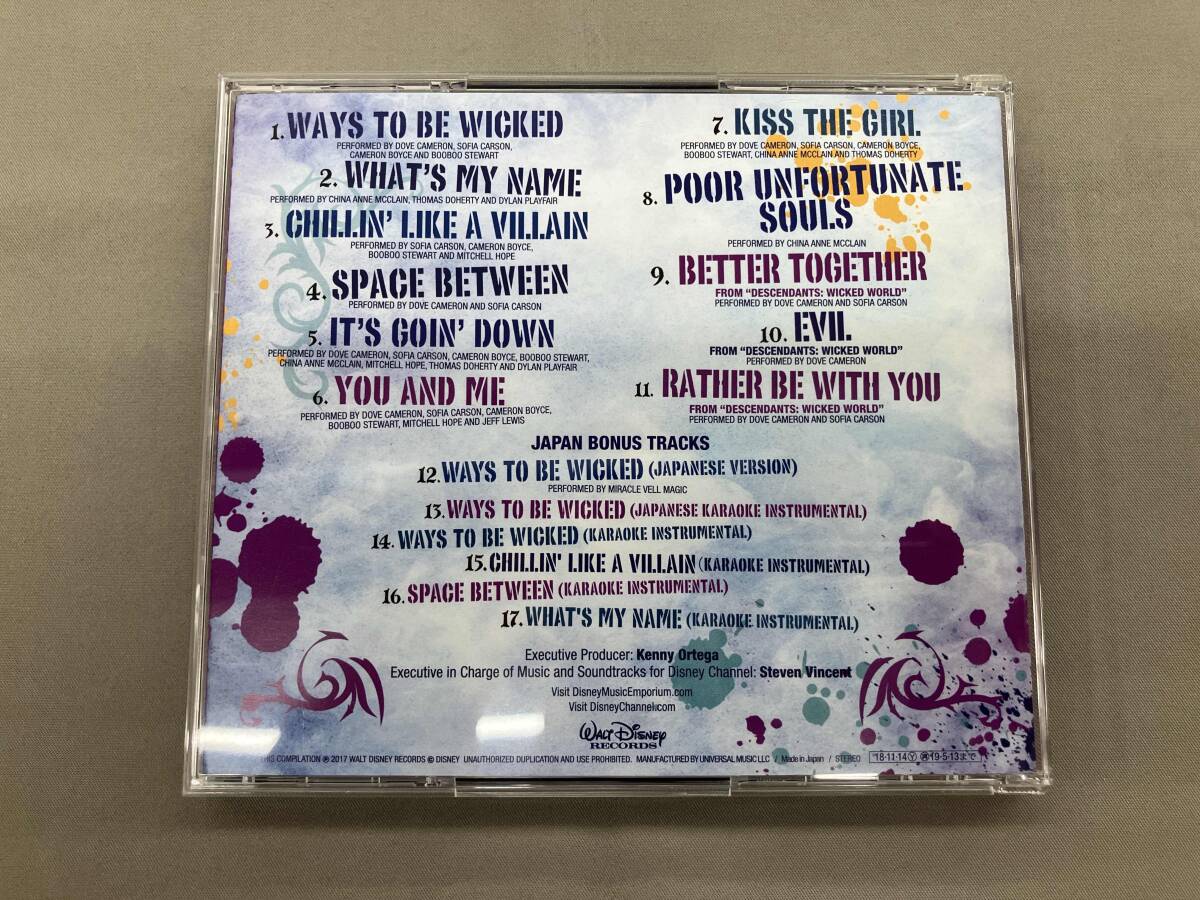 1. WAYS TO BE WICKED
PERFORMED BY DOVE CAMERON, SOFIA CARSON,
CAMERON BOYCE AND BOOBOO STEWART
2. WHAT'S MY NAME
PERFORMED BY CHINA ANNE MCCLAIN, THOMAS DOHERTY AND DYLAN PLAYFAIR
3. CHILLIN' LIKE A VILLAIN
PERFORMED BY SOFIA CARSON, CAMERON BOYCE,
BOOBOO STEWART AND MITCHELL HOPE
4. SPACE BETWEEN
PERFORMED BY DOVE CAMERON AND SOFIA CARSON
5. IT'S GOIN' DOWN
PERFORMED BY DOVE CAMERON, SOFIA CARSON, CAMERON BOYCE, BOOBOO STEWART,
CHINA ANNE MCCLAIN, MITCHELL HOPE, THOMAS DOHERTY AND DYLAN PLAYFAIR
6. YOU AND ME
PERFORMED BY DOVE CAMERON, SOFIA CARSON, CAMERON BOYCE,
BOOBOO STEWART, MITCHELL HOPE AND JEFF LEWIS
7. KISS THE GIRL
PERFORMED BY DOVE CAMERON, SOFIA CARSON, CAMERON BOYCE,
BOOBOO STEWART, CHINA ANNE MCCLAIN AND THOMAS DOHERTY
8. POOR UNFORTUNATE
SOULS
PERFORMED BY CHINA ANNE MCCLAIN
9. BETTER TOGETHER
FROM "DESCENDANTS: WICKED WORLD"
PERFORMED BY DOVE CAMERON AND SOFIA CARSON
10. EVIL
FROM "DESCENDANTS: WICKED WORLD"
PERFORMED BY DOVE CAMERON
11. RATHER BE WITH YOU
FROM "DESCENDANTS: WICKED WORLD"
PERFORMED BY DOVE CAMERON AND SOFIA CARSON
JAPAN BONUS TRACKS
12. WAYS TO BE WICKED (JAPANESE VERSION)
PERFORMED BY MIRACLE VELL MAGIC
13. WAYS TO BE WICKED (JAPANESE KARAOKE INSTRUMENTAL)
14. WAYS TO BE WICKED (KARAOKE INSTRUMENTAL)
15. CHILLIN' LIKE A VILLAIN (KARAOKE INSTRUMENTAL)
16. SPACE BETWEEN (KARAOKE INSTRUMENTAL)
17. WHAT'S MY NAME (KARAOKE INSTRUMENTAL)
Executive Producer: Kenny Ortega
Executive in Charge of Music and Soundtracks for Disney Channel: Steven Vincent
Visit DisneyMusicEmporium.com
Visit DisneyChannel.com
WALT DISNEY
RECORDS
THIS COMPILATION ℗ 2017 WALT DISNEY RECORDS © DISNEY UNAUTHORIZED DUPLICATION AND USE PROHIBITED. MANUFACTURED BY UNIVERSAL MUSIC LLC / Made in Japan / STEREO '18·11·14 Ⓨ 19·5·13